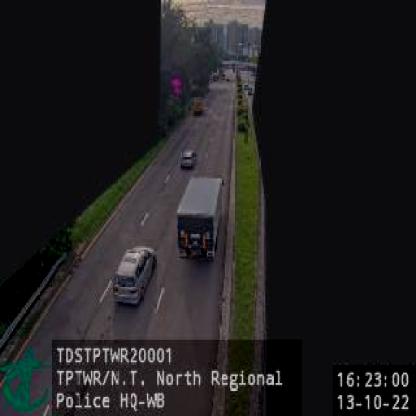 TDSTPTWR20001
TPTWR/N.T. North Regional
Police HQ-WB
16:23:00
13-10-22